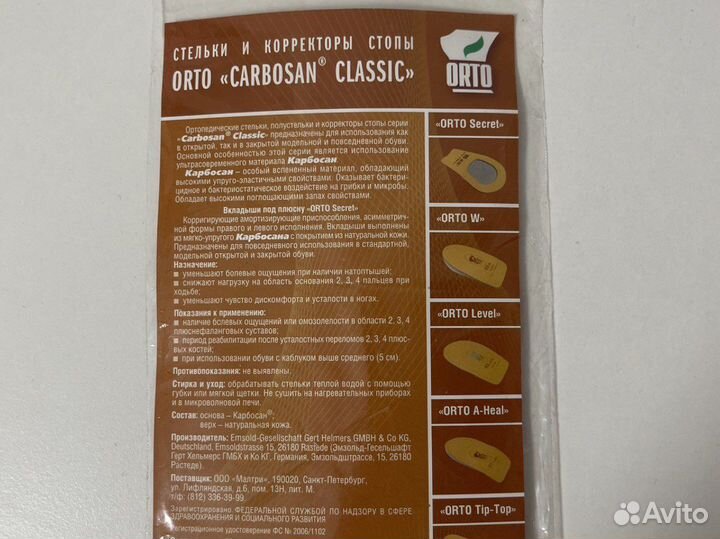 СТЕЛЬКИ И КОРРЕКТОРЫ СТОПЫ
ORTO «CARBOSAN® CLASSIC»
ORTO
Ортопедические стельки, полустельки и корректоры стопы серии
«Carbosan® Classic» предназначены для использования как
в открытой, так и в закрытой модельной и повседневной обуви.
Основной особенностью этой серии является использование
ультрасовременного материала Карбосан.
Карбосан – особый вспененный материал, обладающий
высокими упруго-эластичными свойствами. Оказывает бактери-
цидное и бактериостатическое воздействие на грибки и микробы.
Обладает высокими поглощающими запах свойствами.
Вкладыши под плюсну «ORTO Secret»
Корригирующие амортизирующие приспособления, асимметрич-
ной формы правого и левого исполнения. Вкладыши выполнены
из мягко-упругого Карбосана с покрытием из натуральной кожи.
Предназначены для повседневного использования в стандартной,
модельной открытой и закрытой обуви.
Назначение:
■ уменьшают болевые ощущения при наличии натоптышей;
■ снижают нагрузку на область основания 2, 3, 4 пальцев при
ходьбе;
■ уменьшают чувство дискомфорта и усталости в ногах.
Показания к применению:
■ наличие болевых ощущений или омозолелости в области 2, 3, 4
плюснефаланговых суставов;
■ период реабилитации после усталостных переломов 2, 3, 4 плюс-
вых костей;
■ при использовании обуви с каблуком выше среднего (5 см).
Противопоказания: не выявлены.
Стирка и уход: обрабатывать стельки теплой водой с помощью
губки или мягкой щетки. Не сушить на нагревательных приборах
и в микроволновой печи.
Состав: основа – Карбосан®;
верх – натуральная кожа.
Производитель: Emsold-Gesellschaft Gert Helmers GMBH & Co KG,
Deutschland, Emsoldstrasse 15, 26180 Rastede (Эмзольд-Гесельшафт
Герт Хельмерс ГМБХ и Ко КГ, Германия, Эмзольдштрассе, 15, 26180
Растеде).
Поставщик: ООО «Малтри», 190020, Санкт-Петербург,
ул. Лифляндская, д.6, пом. 13Н, лит. М.
т/ф: (812) 336-39-99.
Зарегистрировано ФЕДЕРАЛЬНОЙ СЛУЖБОЙ ПО НАДЗОРУ В СФЕРЕ
ЗДРАВООХРАНЕНИЯ И СОЦИАЛЬНОГО РАЗВИТИЯ
Регистрационное удостоверение ФС № 2006/1102
«ORTO Secret»
«ORTO W»
«ORTO Level»
«ORTO A-Heal»
«ORTO Tip-Top»
Avito